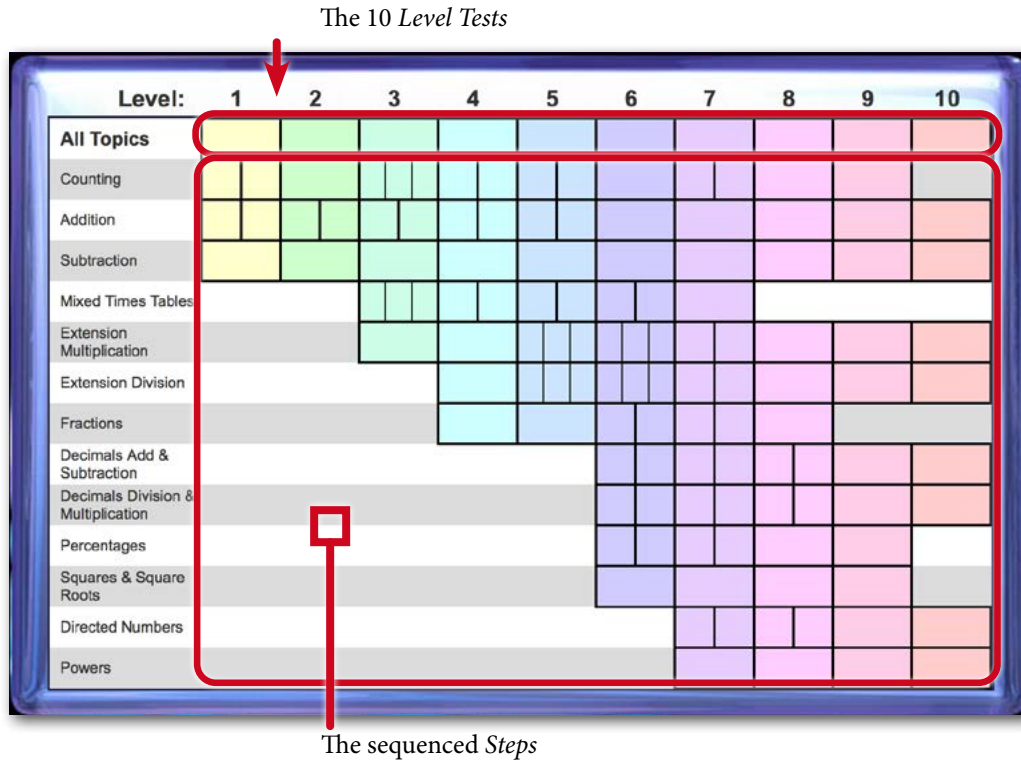 The 10 Level Tests
Level: 1 2 3 4 5 6 7 8 9 10
All Topics
Counting
Addition
Subtraction
Mixed Times Tables
Extension
Multiplication
Extension Division
Fractions
Decimals Add &
Subtraction
Decimals Division &
Multiplication
Percentages
Squares & Square
Roots
Directed Numbers
Powers
The sequenced Steps